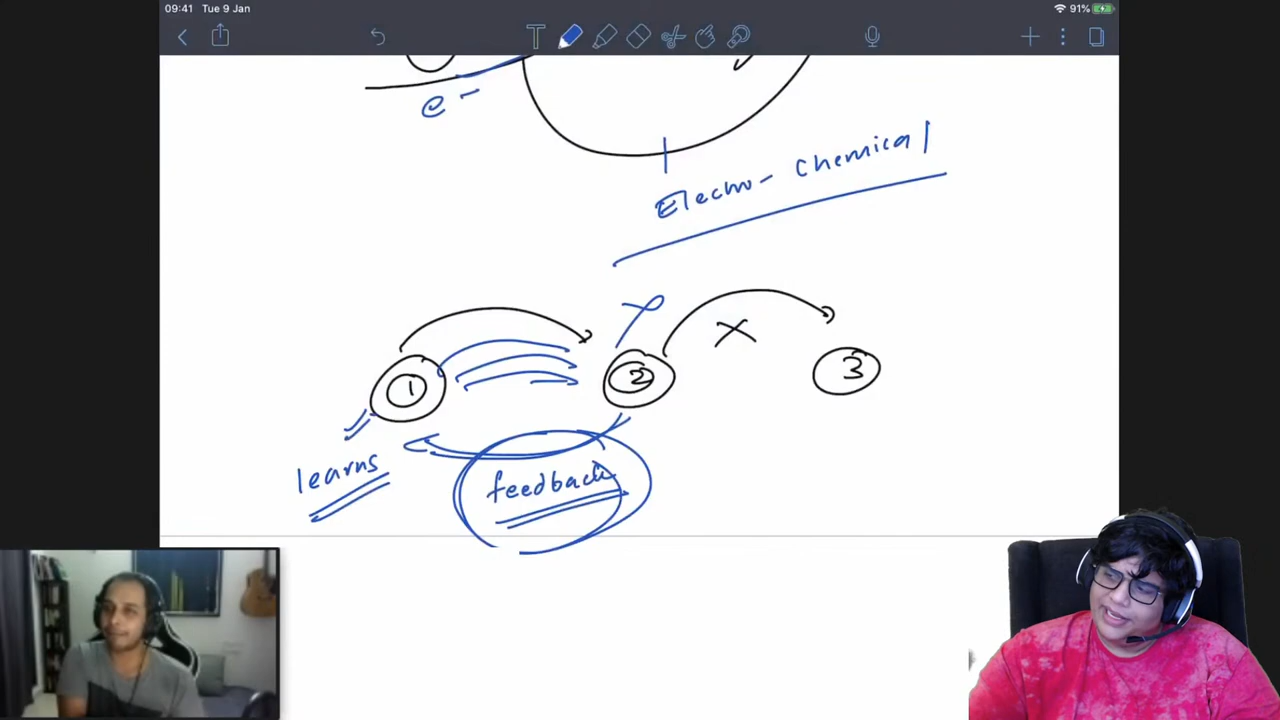 09:41 Tue 9 Jan
91%
T
e-
Electro-Chemical
1
2
3
learns
feedback